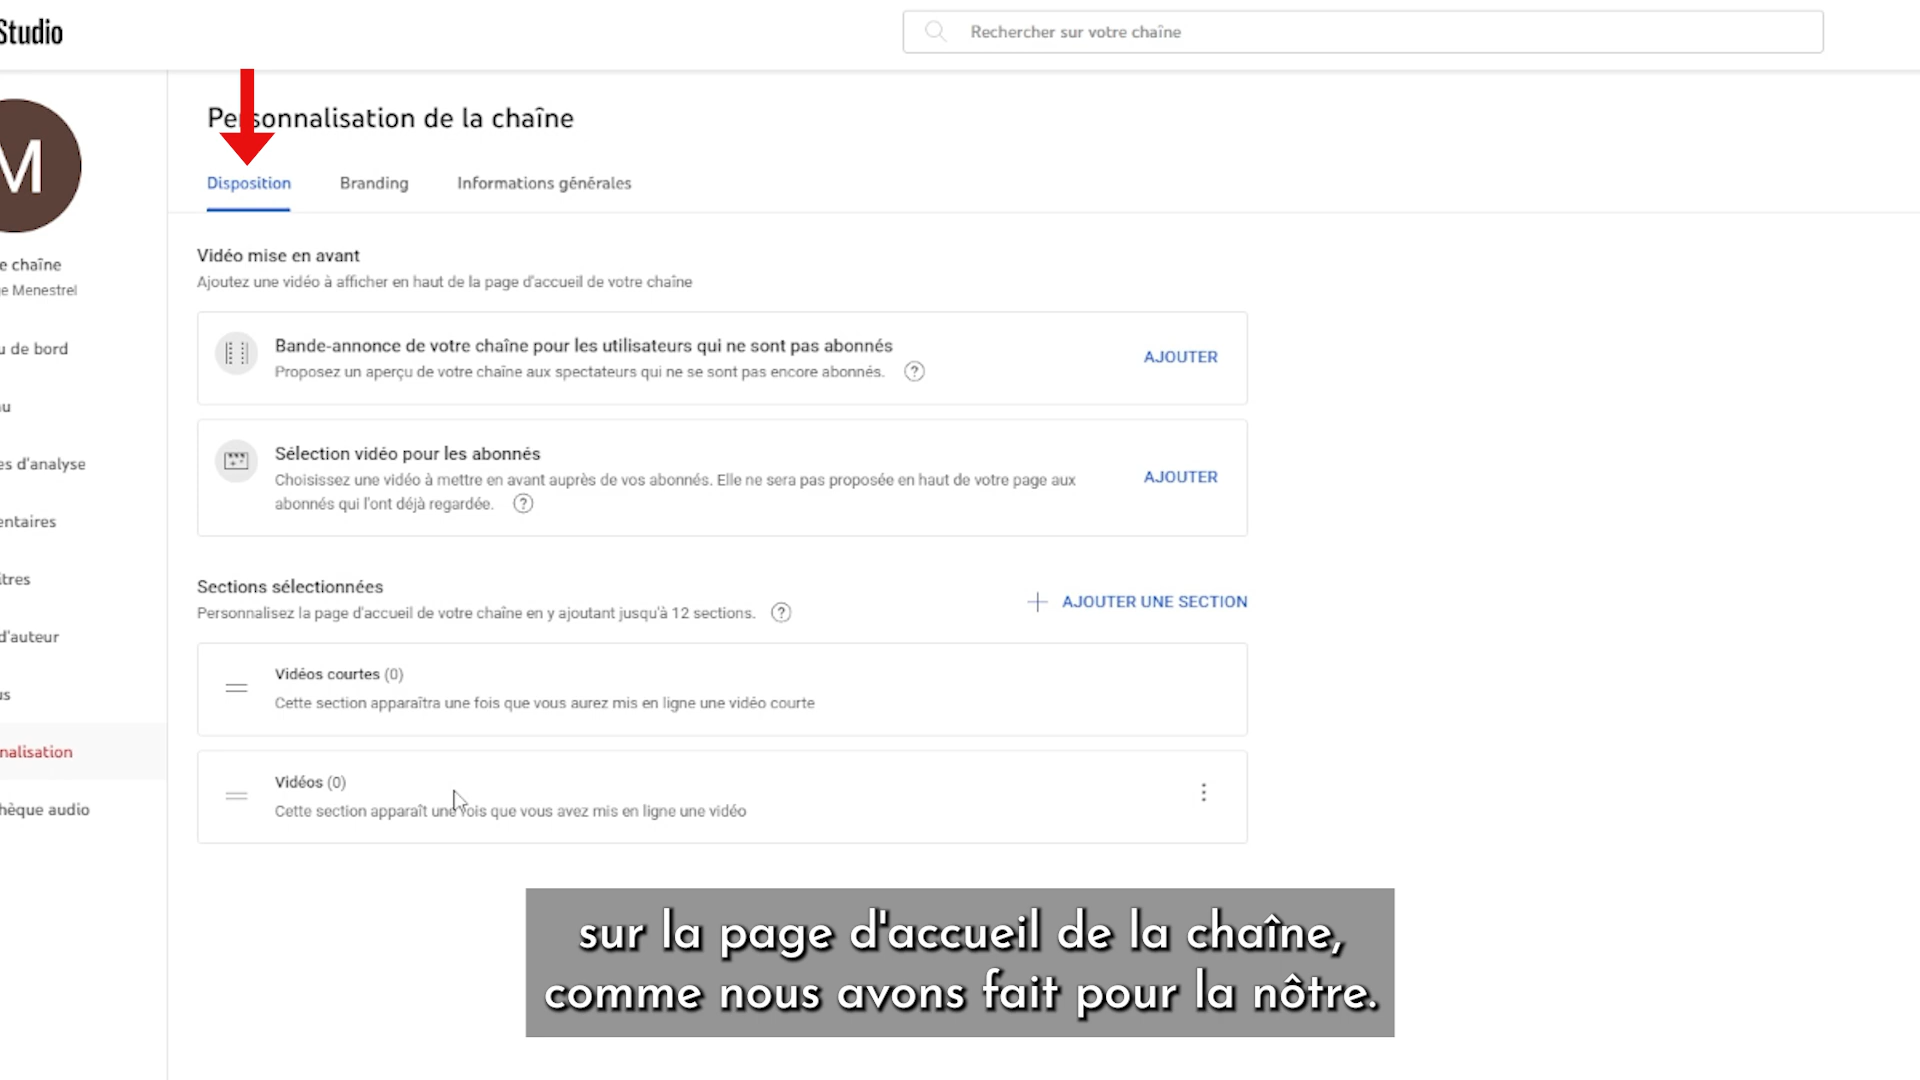 Studio
Rechercher sur votre chaîne
M
Personnalisation de la chaîne
Disposition
Branding
Informations générales
e chaîne
e Menestrel
u de bord
au
es d'analyse
entaires
itres
d'auteur
us
nalisation
hèque audio
Vidéo mise en avant
Ajoutez une vidéo à afficher en haut de la page d'accueil de votre chaîne
Bande-annonce de votre chaîne pour les utilisateurs qui ne sont pas abonnés
Proposez un aperçu de votre chaîne aux spectateurs qui ne se sont pas encore abonnés. ?
AJOUTER
Sélection vidéo pour les abonnés
Choisissez une vidéo à mettre en avant auprès de vos abonnés. Elle ne sera pas proposée en haut de votre page aux
abonnés qui l'ont déjà regardée. ?
AJOUTER
Sections sélectionnées
Personnalisez la page d'accueil de votre chaîne en y ajoutant jusqu'à 12 sections. ?
AJOUTER UNE SECTION
Vidéos courtes (0)
Cette section apparaîtra une fois que vous aurez mis en ligne une vidéo courte
Vidéos (0)
Cette section apparaît une fois que vous avez mis en ligne une vidéo
sur la page d'accueil de la chaîne,
comme nous avons fait pour la nôtre.